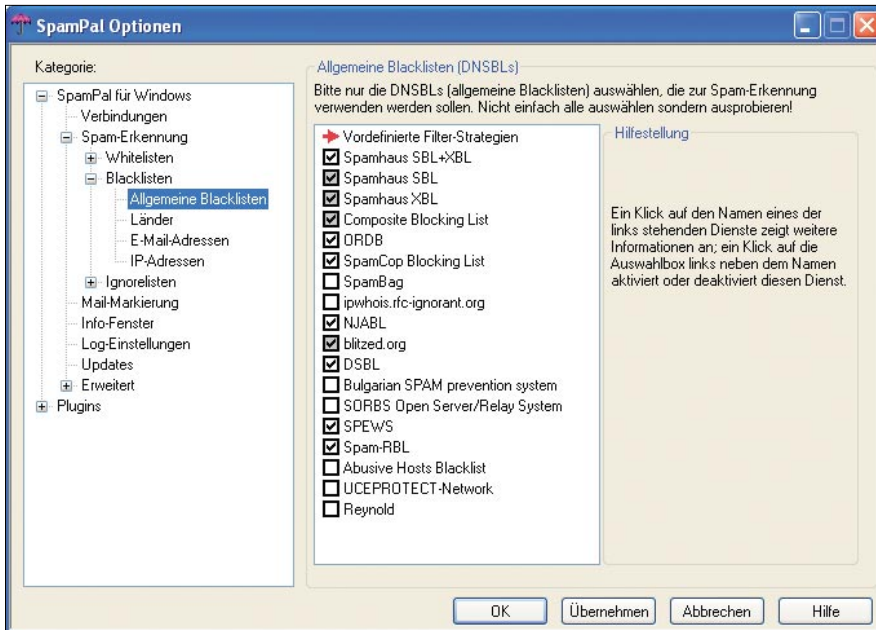 SpamPal Optionen
Kategorie:
SpamPal für Windows
Verbindungen
Spam-Erkennung
Whitelisten
Blacklisten
Allgemeine Blacklisten
Länder
E-Mail-Adressen
IP-Adressen
Ignorelisten
Mail-Markierung
Info-Fenster
Log-Einstellungen
Updates
Erweitert
Plugins
Allgemeine Blacklisten (DNSBLs)
Bitte nur die DNSBLs (allgemeine Blacklisten) auswählen, die zur Spam-Erkennung
verwenden werden sollen. Nicht einfach alle auswählen sondern ausprobieren!
Vordefinierte Filter-Strategien
Spamhaus SBL+XBL
Spamhaus SBL
Spamhaus XBL
Composite Blocking List
ORDB
SpamCop Blocking List
SpamBag
ipwhois.rfc-ignorant.org
NJABL
blitzed.org
DSBL
Bulgarian SPAM prevention system
SORBS Open Server/Relay System
SPEWS
Spam-RBL
Abusive Hosts Blacklist
UCEPROTECT-Network
Reynold
Hilfestellung
Ein Klick auf den Namen eines der
links stehenden Dienste zeigt weitere
Informationen an; ein Klick auf die
Auswahlbox links neben dem Namen
aktiviert oder deaktiviert diesen Dienst.
OK
Übernehmen
Abbrechen
Hilfe